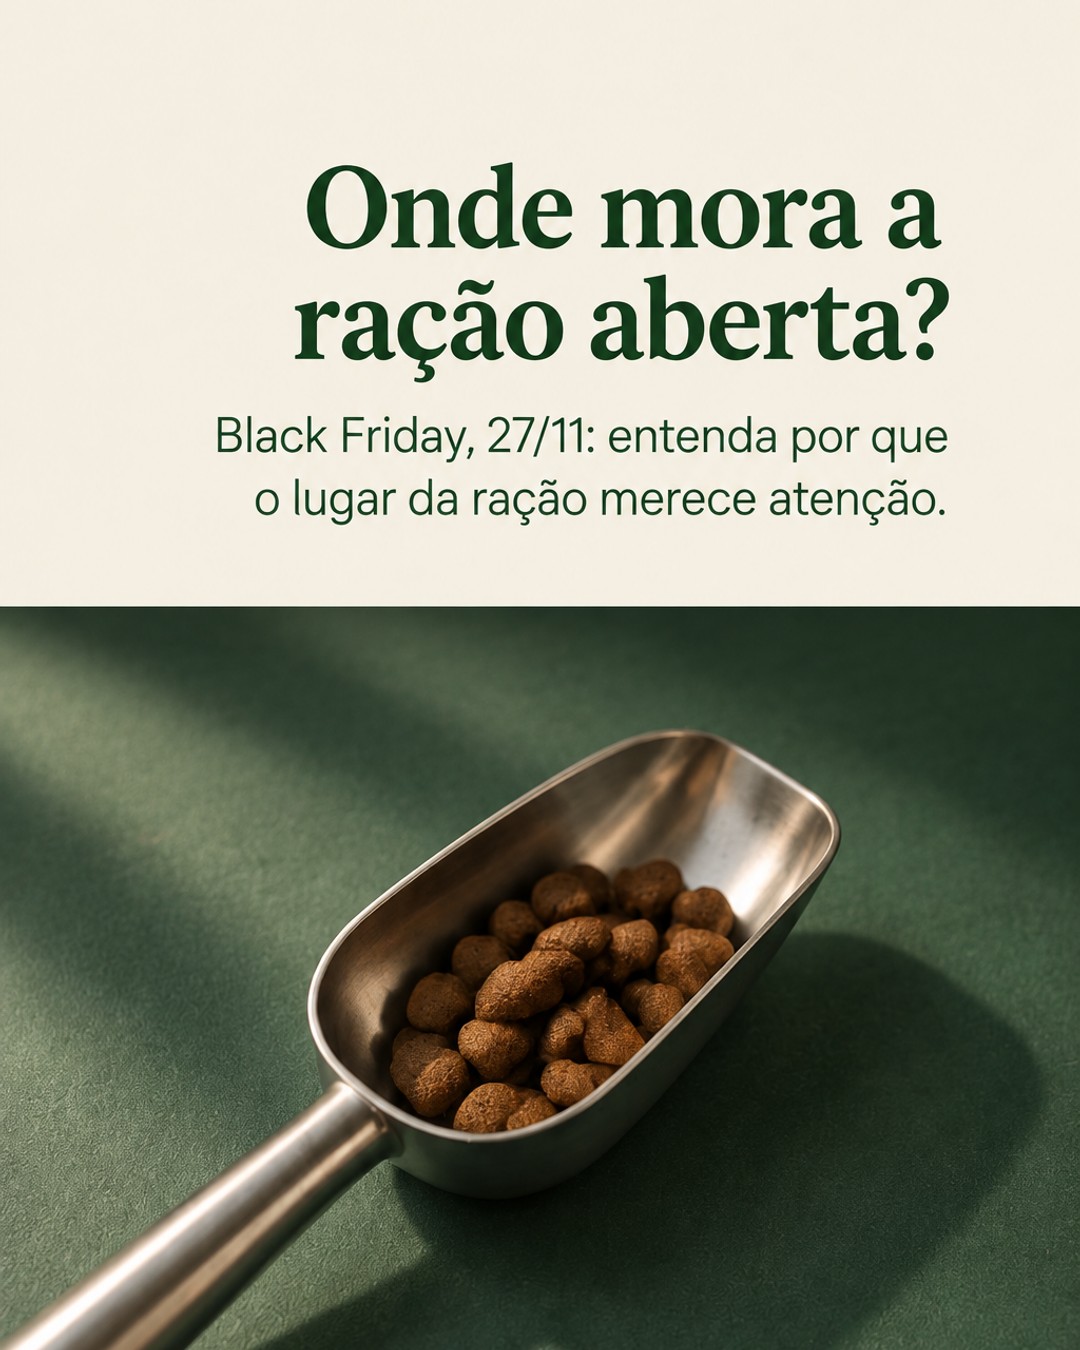 Onde mora a
ração aberta?
Black Friday, 27/11: entenda por que
o lugar da ração merece atenção.